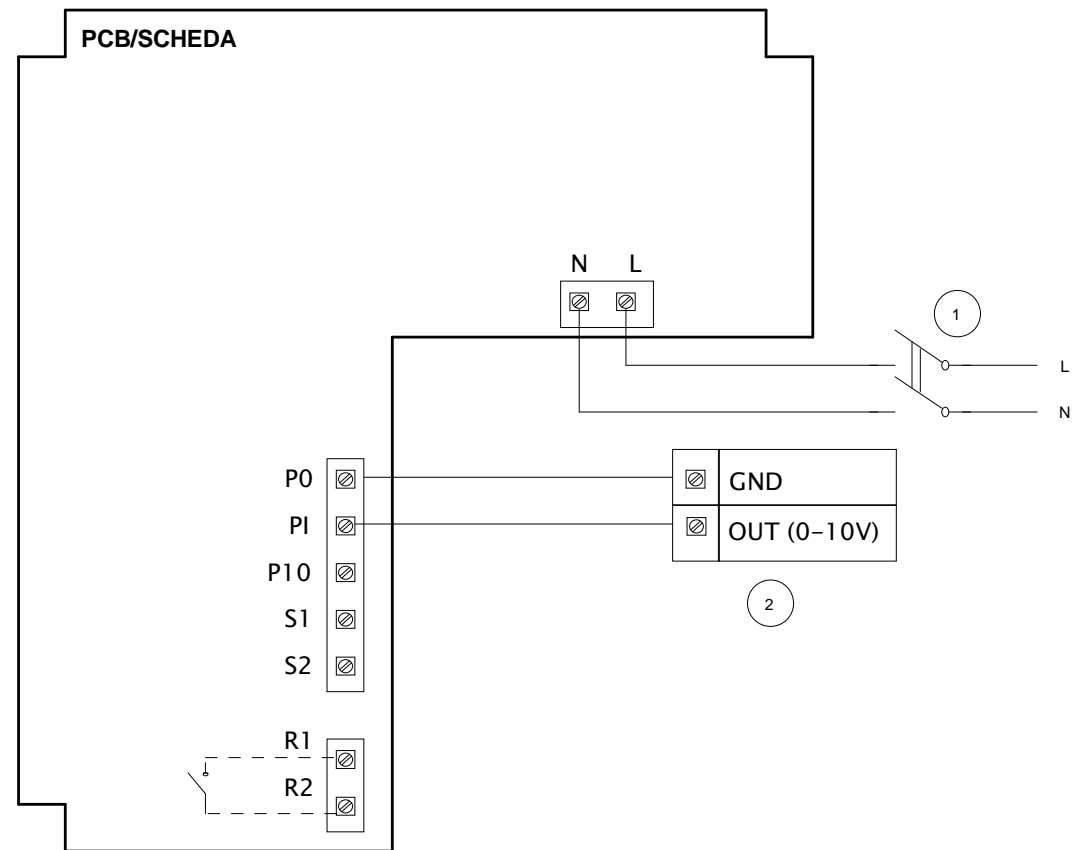 PCB/SCHEDA
N L
1
L
N
P0
GND
PI
OUT (0–10V)
P10
2
S1
S2
R1
R2